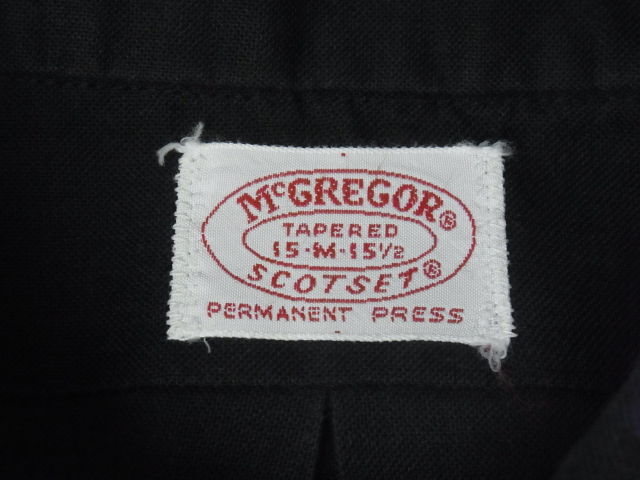 McGREGOR®
TAPERED
15-M-15½
SCOTSET®
PERMANENT PRESS